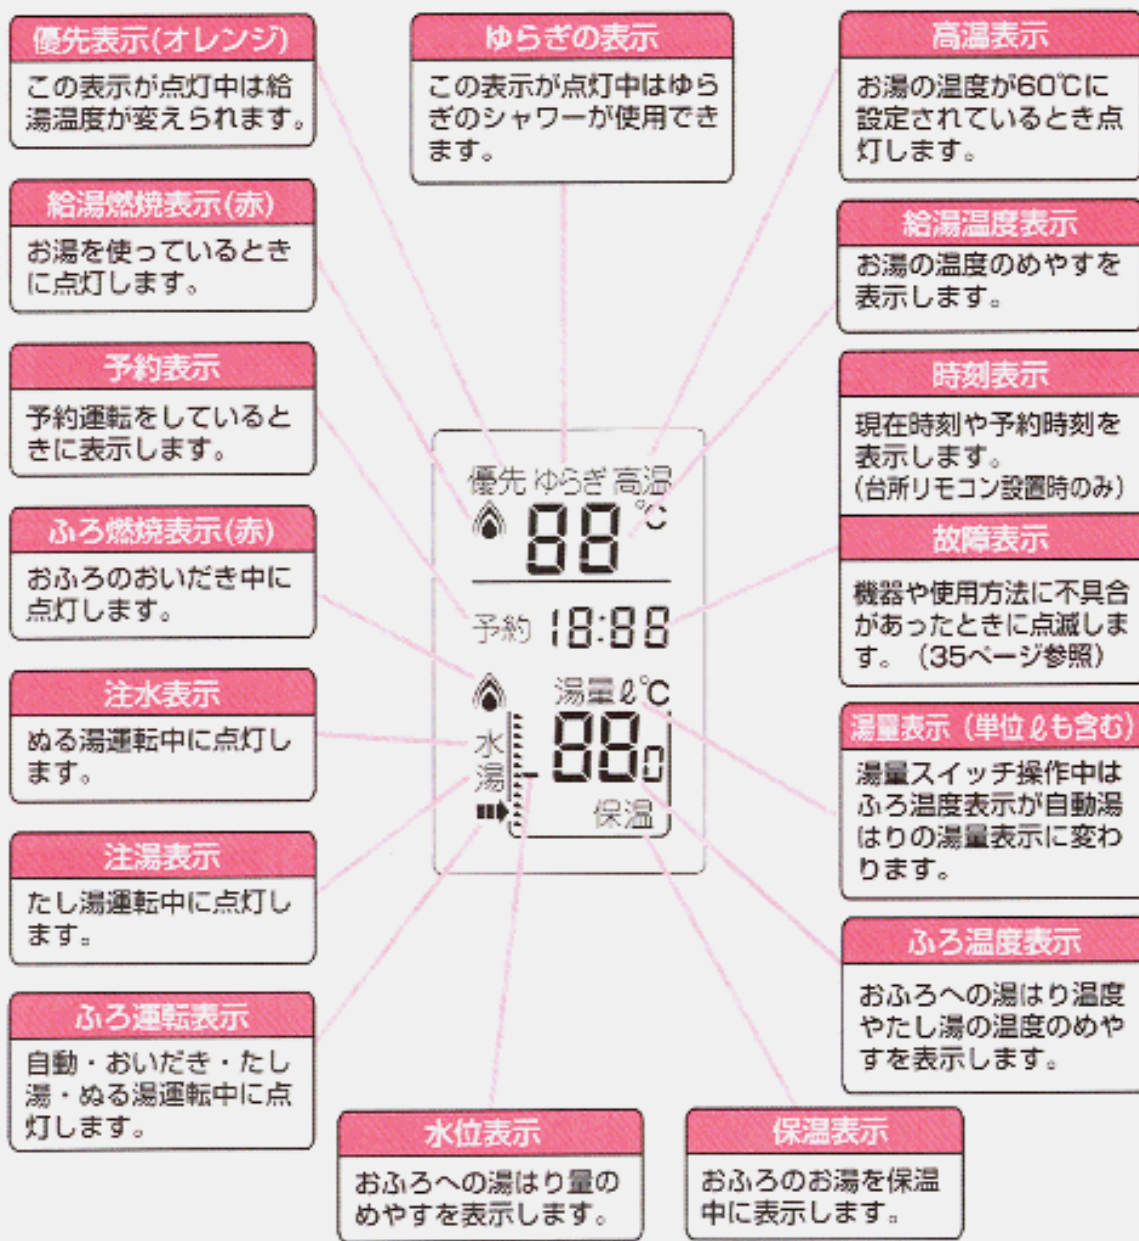 優先表示(オレンジ)
この表示が点灯中は給
湯温度が変えられます。
ゆらぎの表示
この表示が点灯中はゆら
ぎのシャワーが使用でき
ます。
高温表示
お湯の温度が60℃に
設定されているとき点
灯します。
給湯燃焼表示(赤)
お湯を使っているとき
に点灯します。
給湯温度表示
お湯の温度のめやすを
表示します。
予約表示
予約運転をしていると
きに表示します。
時刻表示
現在時刻や予約時刻を
表示します。
(台所リモコン設置時のみ)
ふろ燃焼表示(赤)
おふろのおいだき中に
点灯します。
故障表示
機器や使用方法に不具合
があったときに点滅しま
す。(35ページ参照)
優先 ゆらぎ 高温
88 ℃
予約 18:88
湯量 ℓ ℃
水
湯
880
保温
注水表示
ぬる湯運転中に点灯し
ます。
湯量表示(単位ℓも含む)
湯量スイッチ操作中は
ふろ温度表示が自動湯
はりの湯量表示に変わ
ります。
注湯表示
たし湯運転中に点灯し
ます。
ふろ温度表示
おふろへの湯はり温度
やたし湯の温度のめや
すを表示します。
ふろ運転表示
自動・おいだき・たし
湯・ぬる湯運転中に点
灯します。
水位表示
おふろへの湯はり量の
めやすを表示します。
保温表示
おふろのお湯を保温
中に表示します。